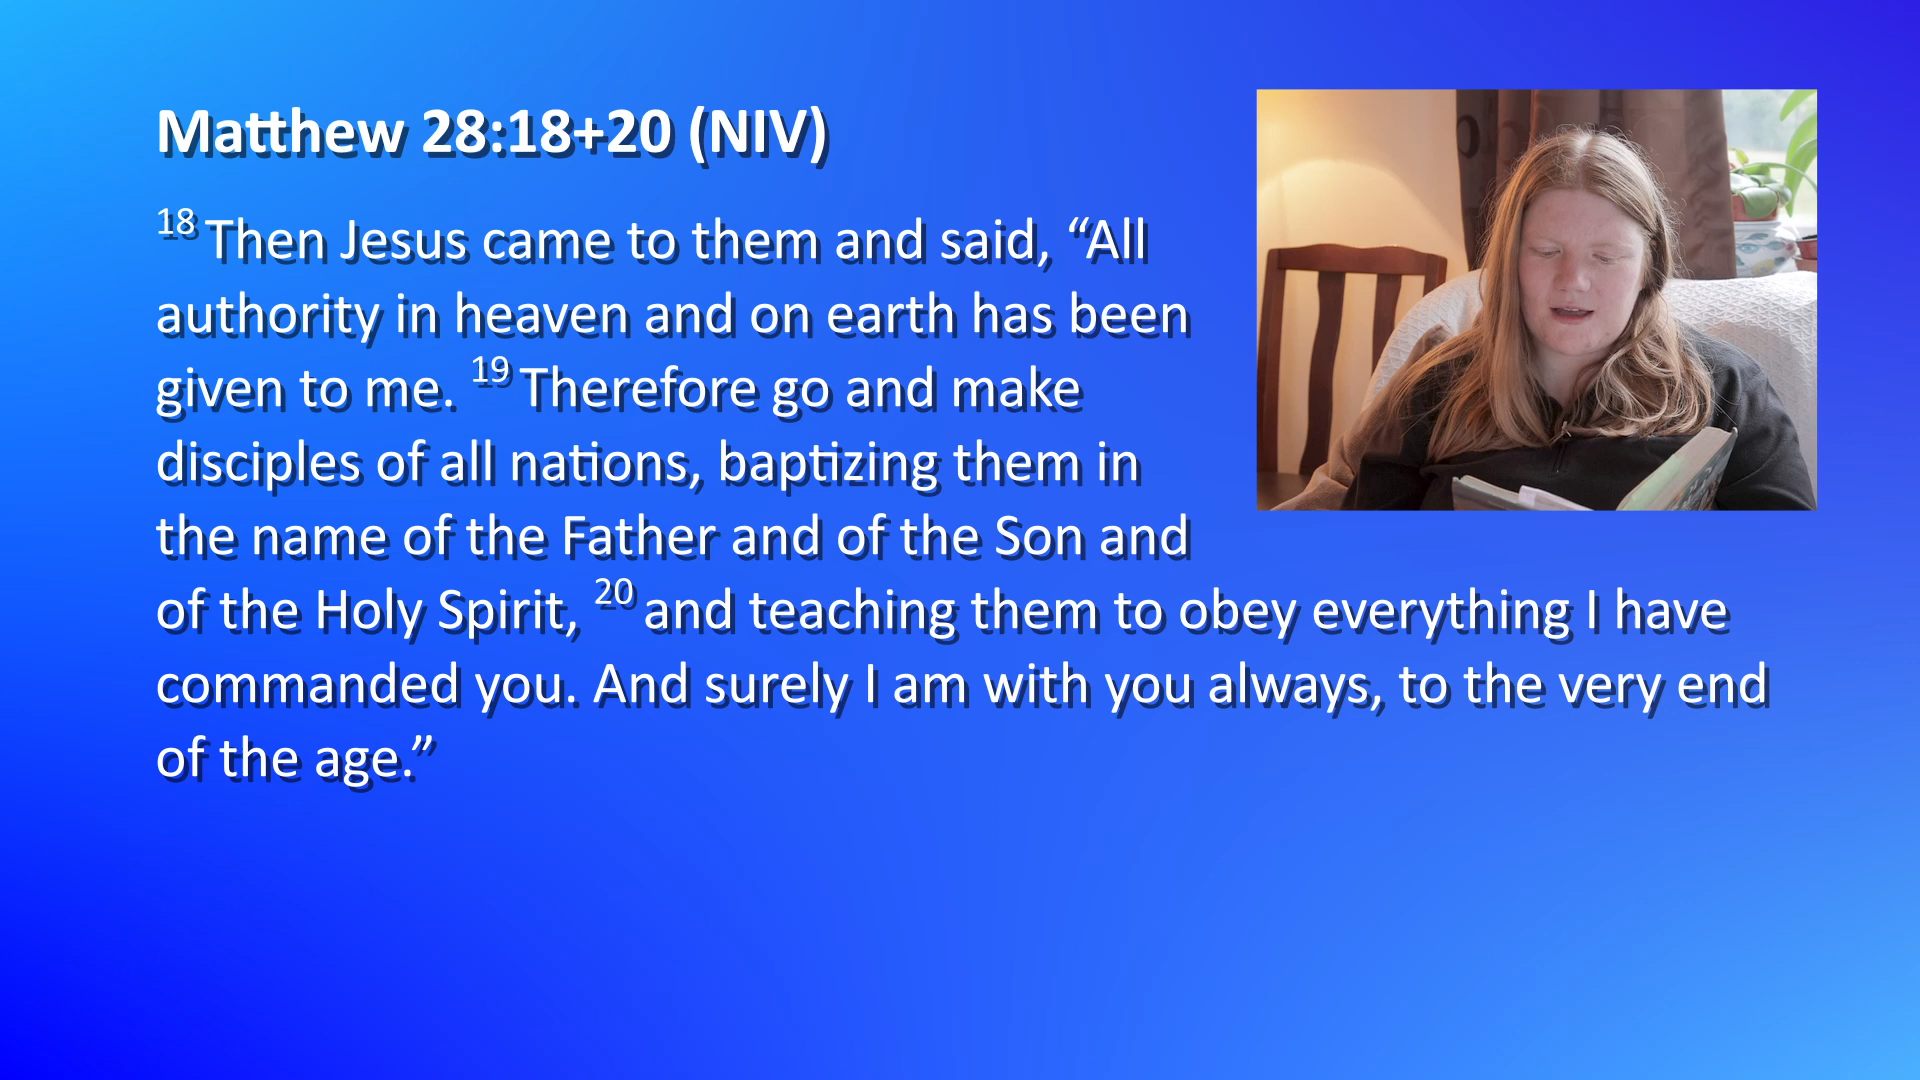 Matthew 28:18+20 (NIV)
18 Then Jesus came to them and said, “All
authority in heaven and on earth has been
given to me. 19 Therefore go and make
disciples of all nations, baptizing them in
the name of the Father and of the Son and
of the Holy Spirit, 20 and teaching them to obey everything I have
commanded you. And surely I am with you always, to the very end
of the age.”